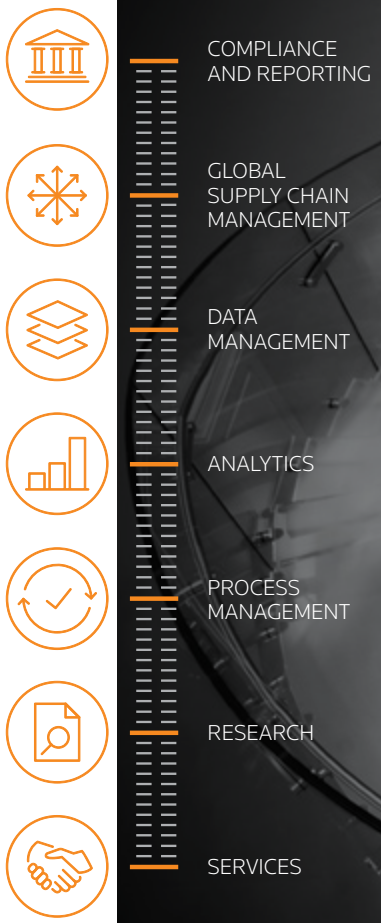 COMPLIANCE
AND REPORTING
GLOBAL
SUPPLY CHAIN
MANAGEMENT
DATA
MANAGEMENT
ANALYTICS
PROCESS
MANAGEMENT
RESEARCH
SERVICES